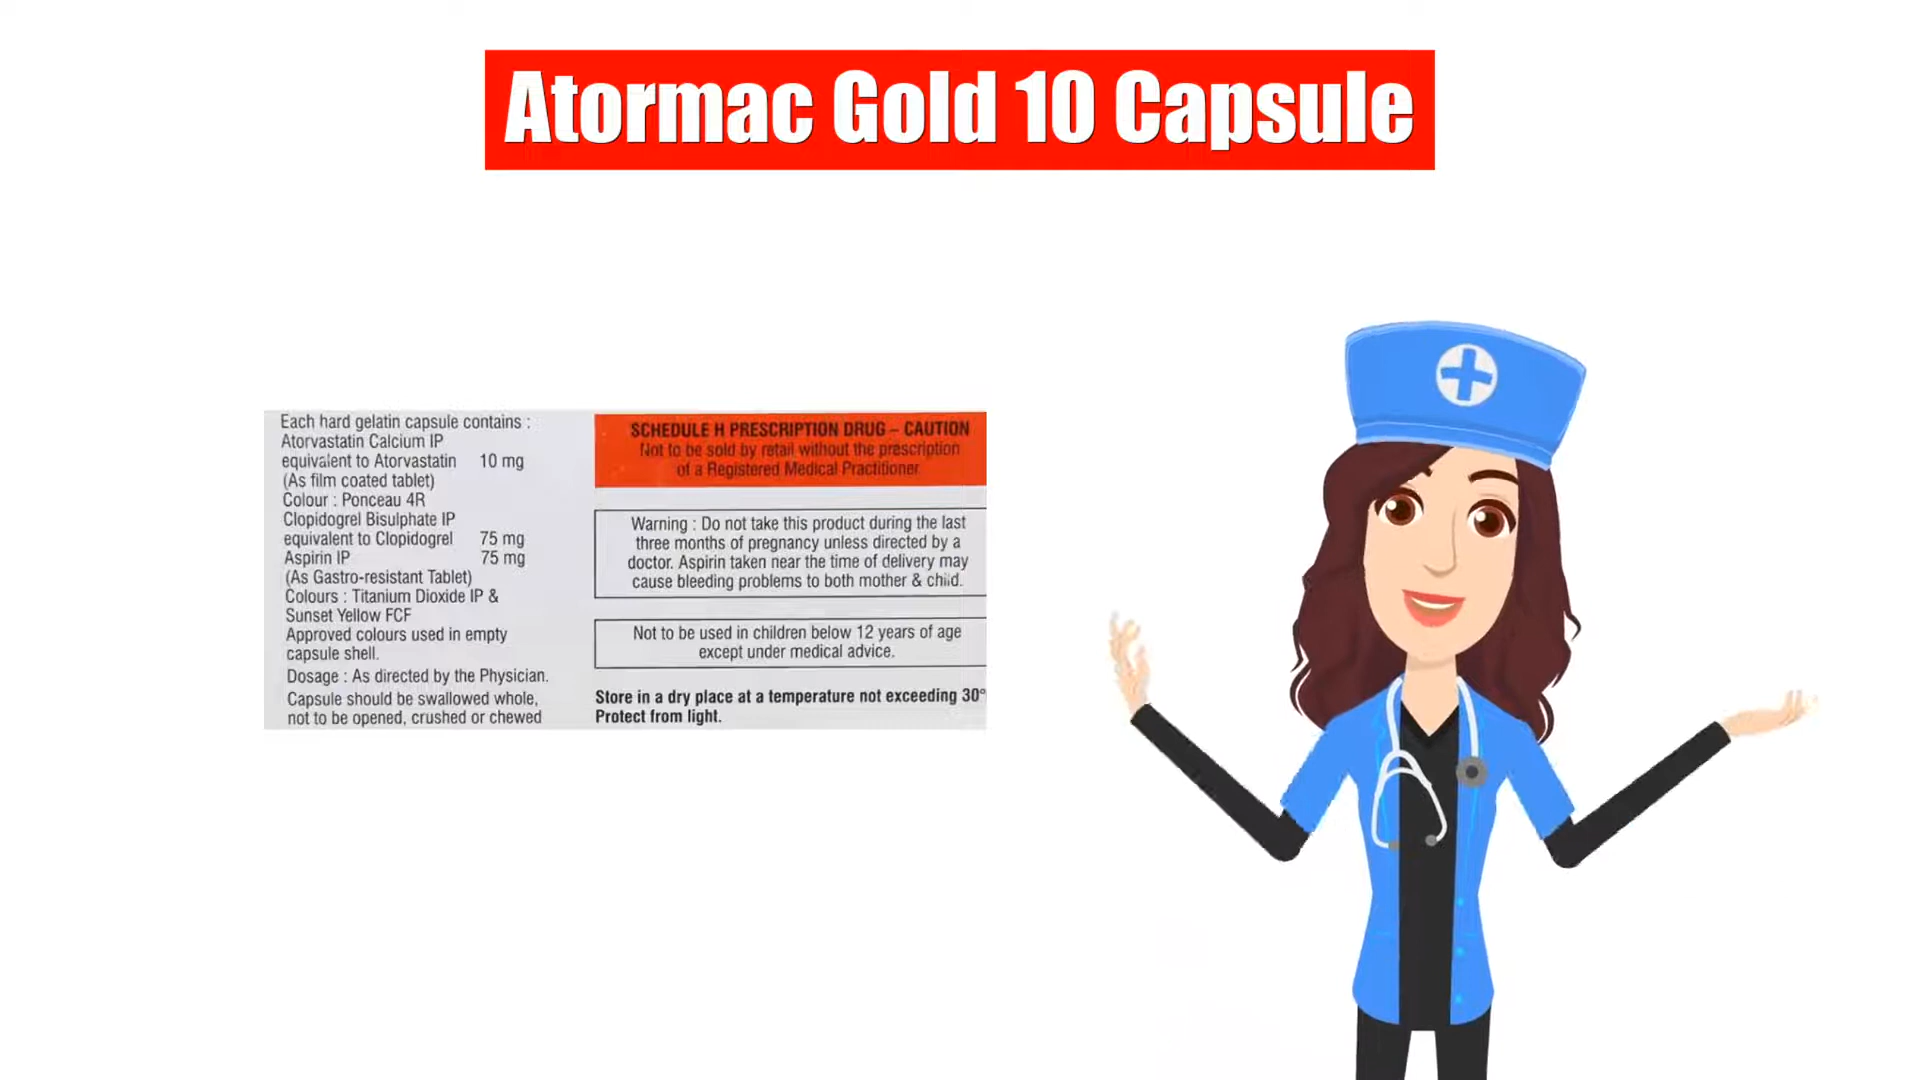 Atormac Gold 10 Capsule
Each hard gelatin capsule contains :
Atorvastatin Calcium IP
equivalent to Atorvastatin 10 mg
(As film coated tablet)
Colour : Ponceau 4R
Clopidogrel Bisulphate IP
equivalent to Clopidogrel 75 mg
Aspirin IP 75 mg
(As Gastro-resistant Tablet)
Colours : Titanium Dioxide IP &
Sunset Yellow FCF
Approved colours used in empty
capsule shell.
Dosage : As directed by the Physician.
Capsule should be swallowed whole,
not to be opened, crushed or chewed
SCHEDULE H PRESCRIPTION DRUG – CAUTION
Not to be sold by retail without the prescription
of a Registered Medical Practitioner
Warning : Do not take this product during the last
three months of pregnancy unless directed by a
doctor. Aspirin taken near the time of delivery may
cause bleeding problems to both mother & child.
Not to be used in children below 12 years of age
except under medical advice.
Store in a dry place at a temperature not exceeding 30°
Protect from light.